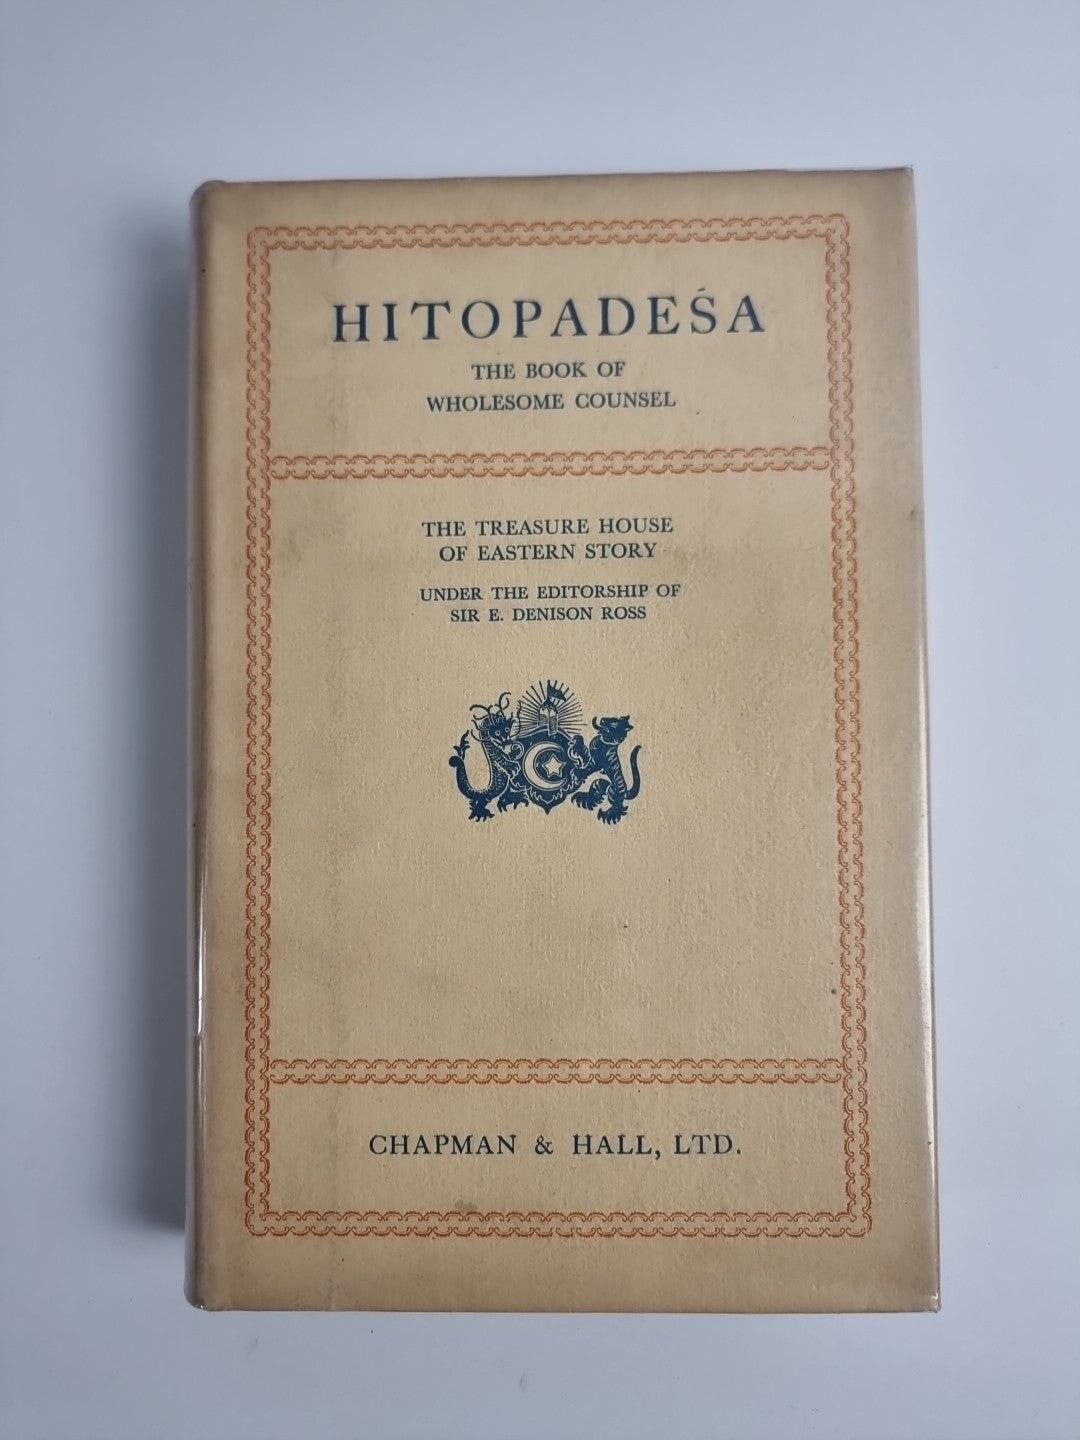 HITOPADEŚA
THE BOOK OF
WHOLESOME COUNSEL
THE TREASURE HOUSE
OF EASTERN STORY
UNDER THE EDITORSHIP OF
SIR E. DENISON ROSS
CHAPMAN & HALL, LTD.